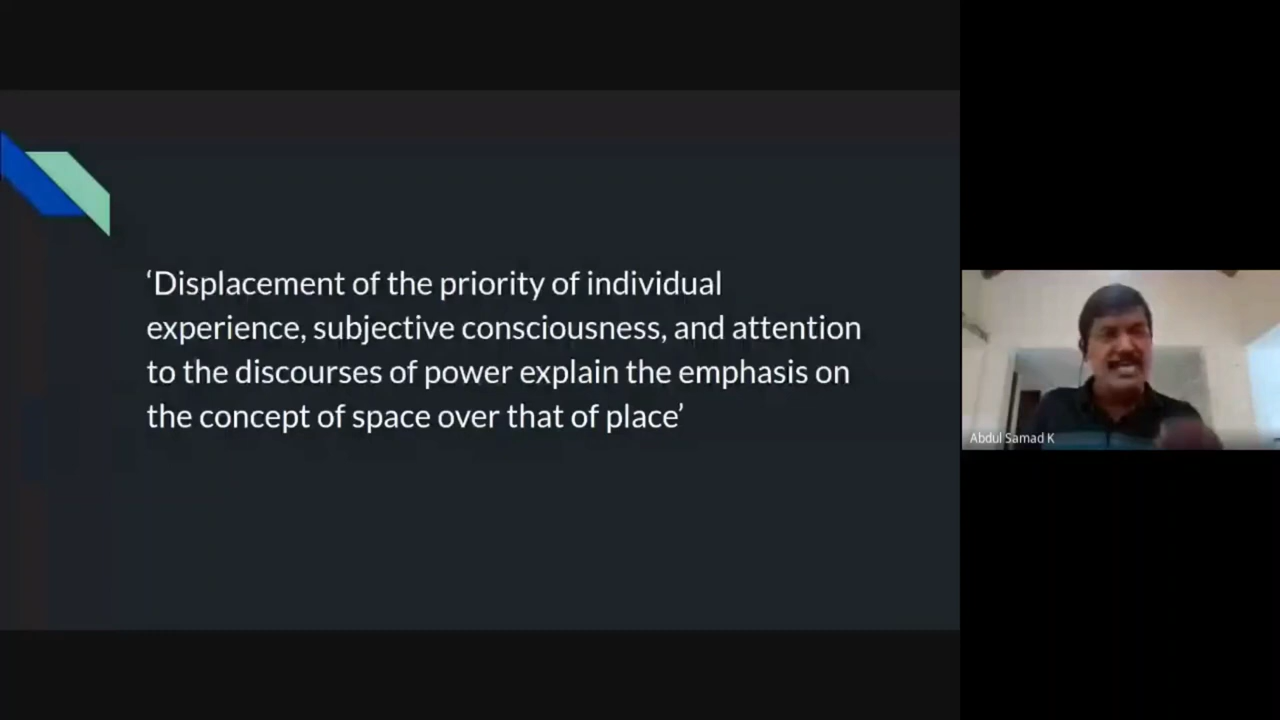 ‘Displacement of the priority of individual
experience, subjective consciousness, and attention
to the discourses of power explain the emphasis on
the concept of space over that of place’
Abdul Samad K